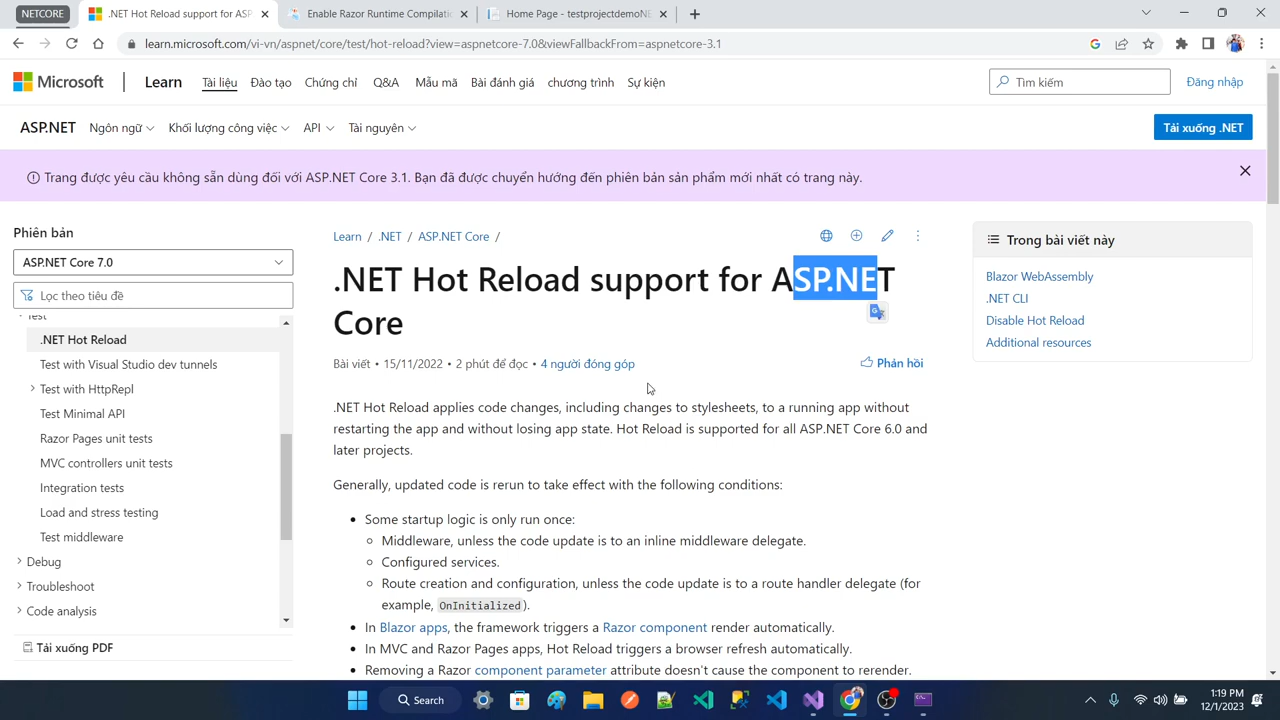 NETCORE
.NET Hot Reload support for ASP
Enable Razor Runtime Compilatio
Home Page - testprojectdemoNE
learn.microsoft.com/vi-vn/aspnet/core/test/hot-reload?view=aspnetcore-7.0&viewFallbackFrom=aspnetcore-3.1
Microsoft
Learn
Tài liệu
Đào tạo
Chứng chỉ
Q&A
Mẫu mã
Bài đánh giá
chương trình
Sự kiện
Tìm kiếm
Đăng nhập
ASP.NET
Ngôn ngữ
Khối lượng công việc
API
Tài nguyên
Tải xuống .NET
Trang được yêu cầu không sẵn dùng đối với ASP.NET Core 3.1. Bạn đã được chuyển hướng đến phiên bản sản phẩm mới nhất có trang này.
Phiên bản
ASP.NET Core 7.0
Lọc theo tiêu đề
Test
.NET Hot Reload
Test with Visual Studio dev tunnels
Test with HttpRepl
Test Minimal API
Razor Pages unit tests
MVC controllers unit tests
Integration tests
Load and stress testing
Test middleware
Debug
Troubleshoot
Code analysis
Tải xuống PDF
Learn / .NET / ASP.NET Core /
.NET Hot Reload support for ASP.NET
Core
Bài viết • 15/11/2022 • 2 phút để đọc • 4 người đóng góp
Phản hồi
.NET Hot Reload applies code changes, including changes to stylesheets, to a running app without
restarting the app and without losing app state. Hot Reload is supported for all ASP.NET Core 6.0 and
later projects.
Generally, updated code is rerun to take effect with the following conditions:
• Some startup logic is only run once:
Middleware, unless the code update is to an inline middleware delegate.
Configured services.
Route creation and configuration, unless the code update is to a route handler delegate (for
example, OnInitialized).
• In Blazor apps, the framework triggers a Razor component render automatically.
• In MVC and Razor Pages apps, Hot Reload triggers a browser refresh automatically.
• Removing a Razor component parameter attribute doesn't cause the component to rerender.
Trong bài viết này
Blazor WebAssembly
.NET CLI
Disable Hot Reload
Additional resources
Search
1:19 PM
12/1/2023